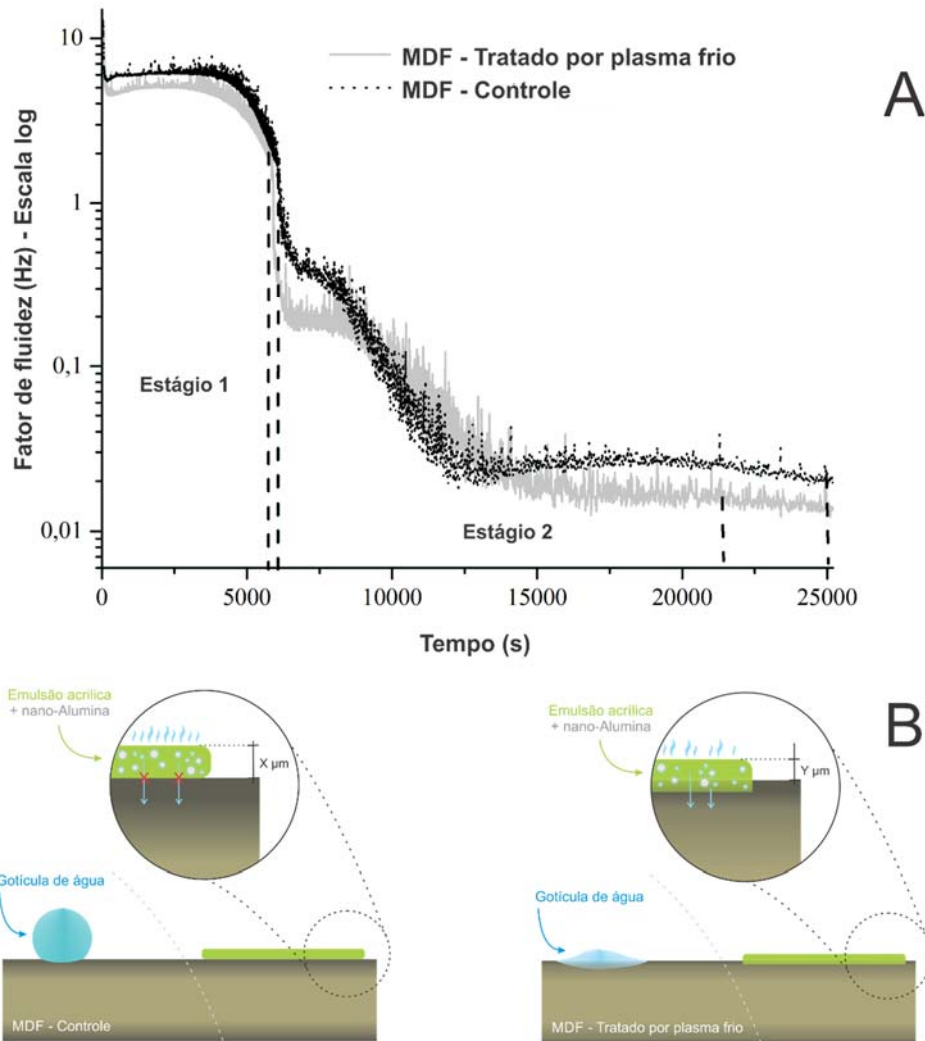 10
1
0,1
0,01
Fator de fluidez (Hz) - Escala log
MDF - Tratado por plasma frio
MDF - Controle
A
Estágio 1
Estágio 2
0
5000
10000
15000
20000
25000
Tempo (s)
Emulsão acrílica
+ nano-Alumina
X µm
Gotícula de água
MDF - Controle
B
Emulsão acrílica
+ nano-Alumina
Y µm
Gotícula de água
MDF - Tratado por plasma frio